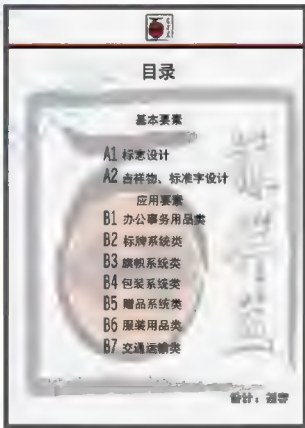 目录
基本要素
A1 标志设计
A2 吉祥物、标准字设计
应用要素
B1 办公事务用品类
B2 标牌系统类
B3 旗帜系统类
B4 包装系统类
B5 赠品系统类
B6 服装用品类
B7 交通运输类
设计：